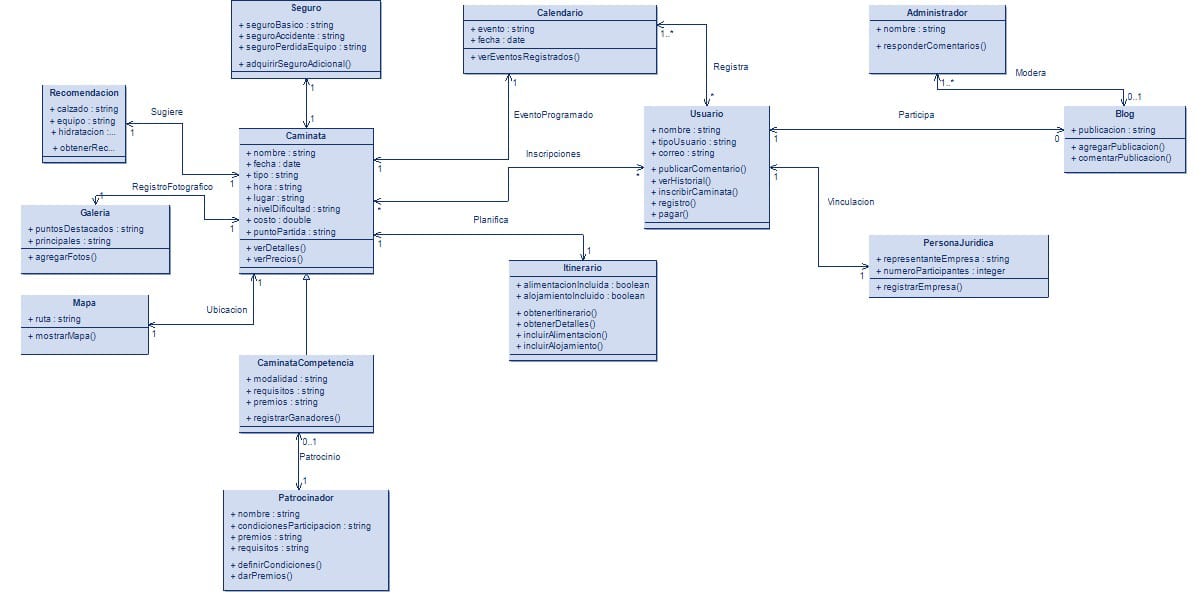 Seguro
+ seguroBasico : string
+ seguroAccidente : string
+ seguroPerdidaEquipo : string
+ adquirirSeguroAdicional()
1
1
Calendario
+ evento : string
+ fecha : date
+ verEventosRegistrados()
1
1..*
Registra
*
Administrador
+ nombre : string
+ responderComentarios()
1..*
Modera
0..1
Recomendacion
+ calzado : string
+ equipo : string
+ hidratacion :...
+ obtenerRec...
1
Sugiere
1
Caminata
+ nombre : string
+ fecha : date
+ tipo : string
+ hora : string
+ lugar : string
+ nivelDificultad : string
+ costo : double
+ puntoPartida : string
+ verDetalles()
+ verPrecios()
EventoProgramado
1
Inscripciones
*
*
Planifica
1
1
Usuario
+ nombre : string
+ tipoUsuario : string
+ correo : string
+ publicarComentario()
+ verHistorial()
+ inscribirCaminata()
+ registro()
+ pagar()
Participa
1
0
Blog
+ publicacion : string
+ agregarPublicacion()
+ comentarPublicacion()
1
Vinculacion
1
RegistroFotografico
1
1
Galeria
+ puntosDestacados : string
+ principales : string
+ agregarFotos()
PersonaJuridica
+ representanteEmpresa : string
+ numeroParticipantes : integer
+ registrarEmpresa()
Itinerario
+ alimentacionIncluida : boolean
+ alojamientoIncluido : boolean
+ obtenerItinerario()
+ obtenerDetalles()
+ incluirAlimentacion()
+ incluirAlojamiento()
Mapa
+ ruta : string
+ mostrarMapa()
1
Ubicacion
1
CaminataCompetencia
+ modalidad : string
+ requisitos : string
+ premios : string
+ registrarGanadores()
0..1
Patrocinio
1
Patrocinador
+ nombre : string
+ condicionesParticipacion : string
+ premios : string
+ requisitos : string
+ definirCondiciones()
+ darPremios()